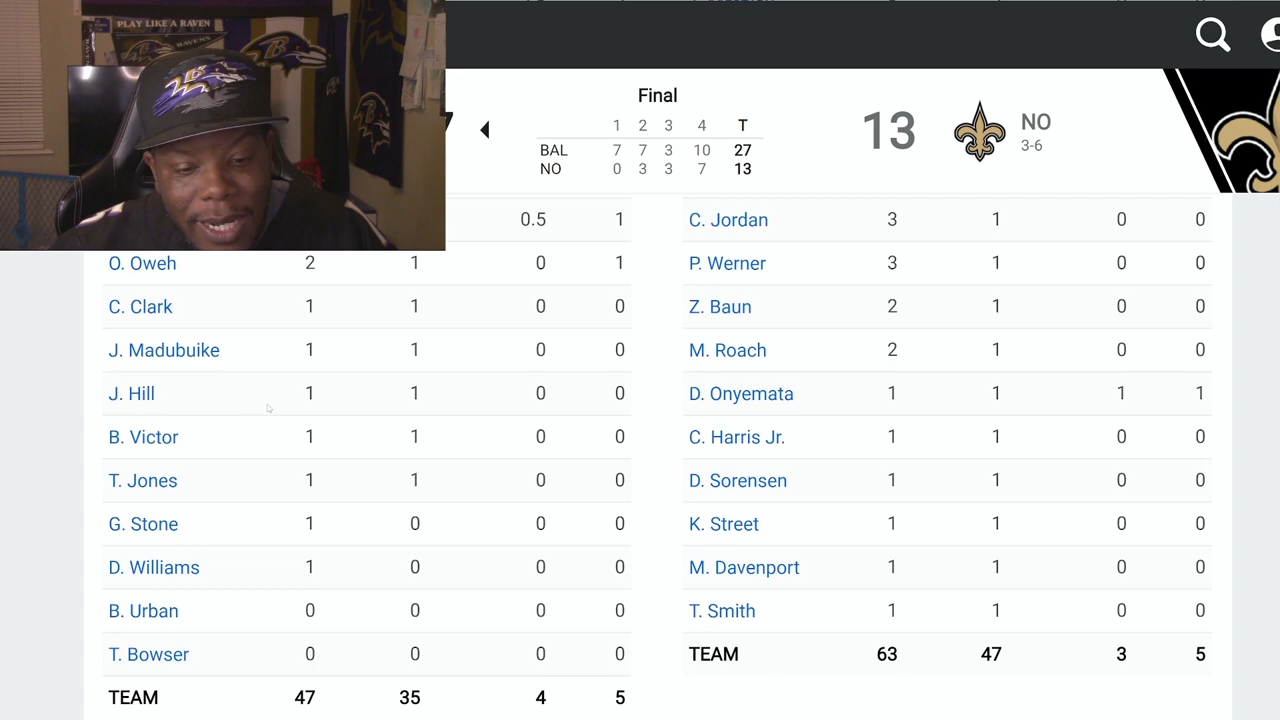 PLAY LIKE A RAVEN
RAVENS
Final
1 2 3 4 T
BAL 7 7 3 10 27
NO 0 3 3 7 13
13
NO
3-6
0.5 1
O. Oweh 2 1 0 1
C. Clark 1 1 0 0
J. Madubuike 1 1 0 0
J. Hill 1 1 0 0
B. Victor 1 1 0 0
T. Jones 1 1 0 0
G. Stone 1 0 0 0
D. Williams 1 0 0 0
B. Urban 0 0 0 0
T. Bowser 0 0 0 0
TEAM 47 35 4 5
C. Jordan 3 1 0 0
P. Werner 3 1 0 0
Z. Baun 2 1 0 0
M. Roach 2 1 0 0
D. Onyemata 1 1 1 1
C. Harris Jr. 1 1 0 0
D. Sorensen 1 1 0 0
K. Street 1 1 0 0
M. Davenport 1 1 0 0
T. Smith 1 1 0 0
TEAM 63 47 3 5